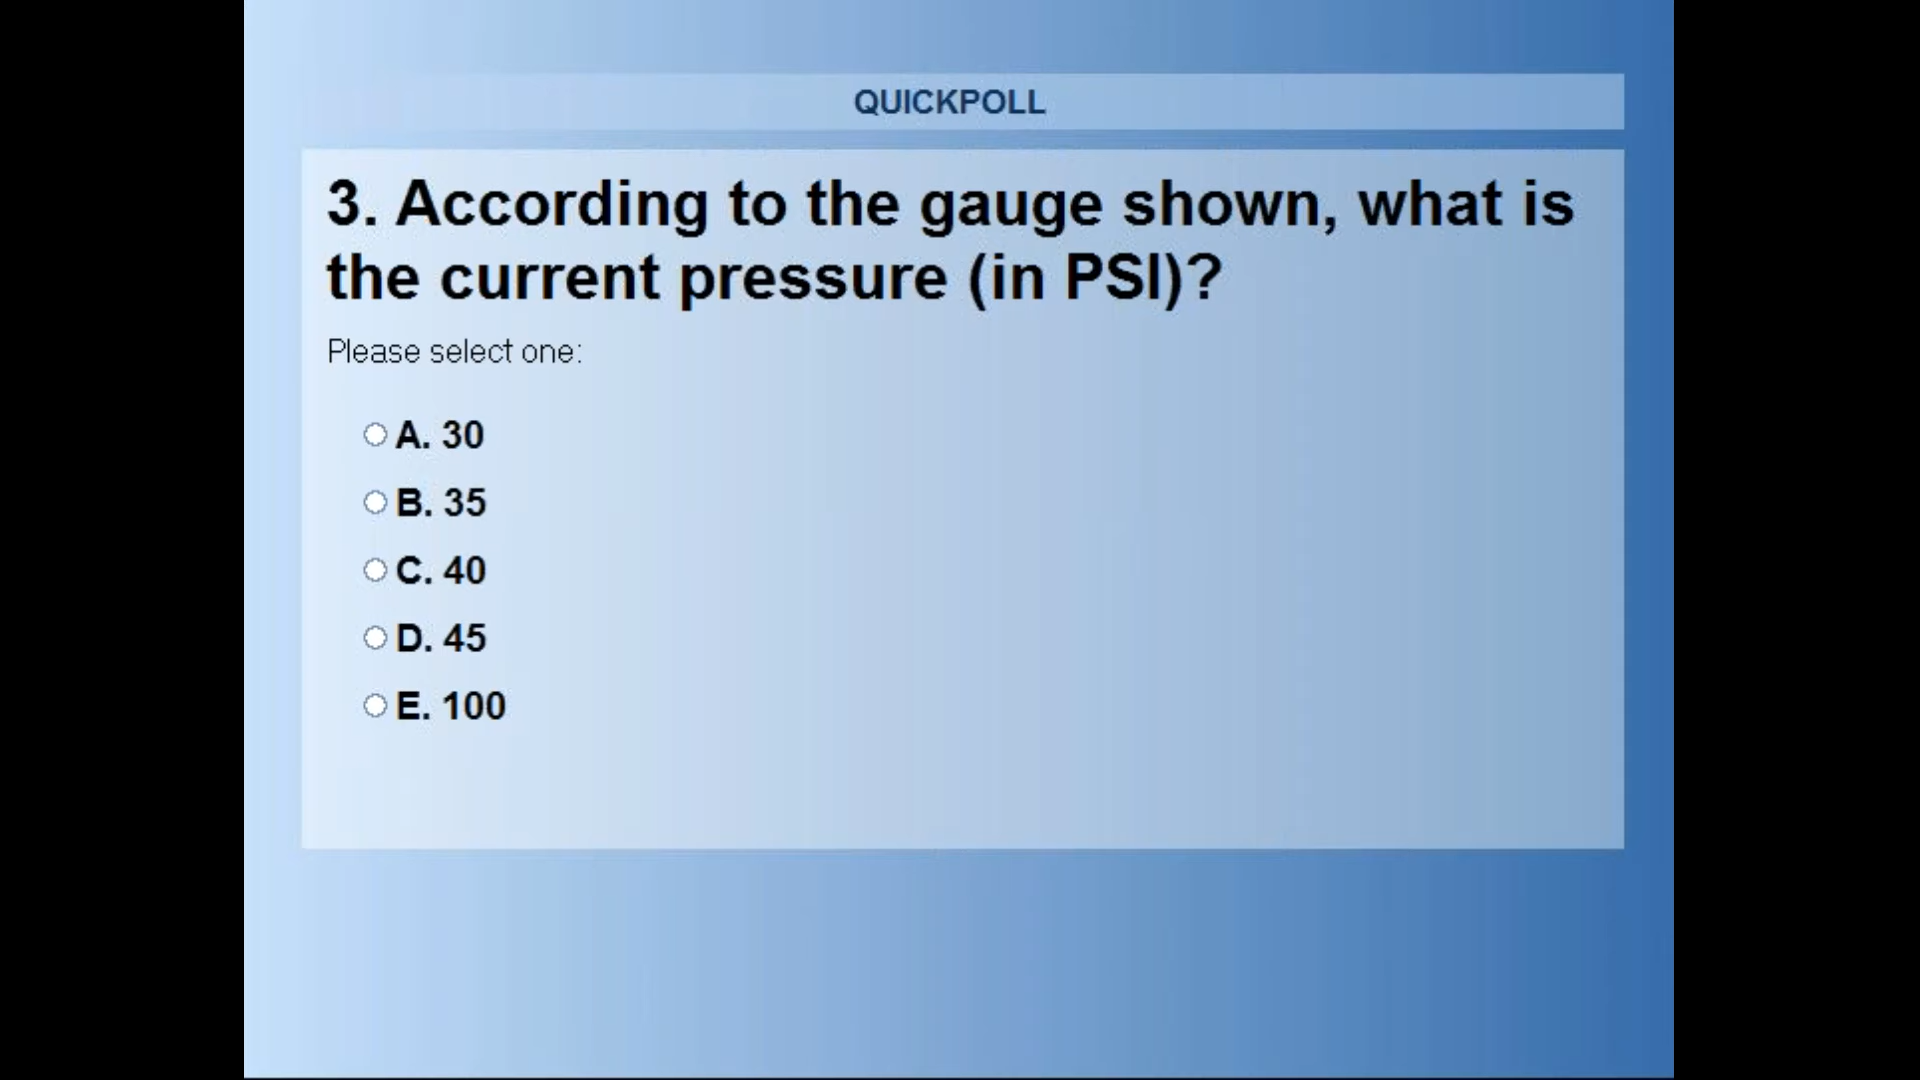 QUICKPOLL
3. According to the gauge shown, what is
the current pressure (in PSI)?
Please select one:
A. 30
B. 35
C. 40
D. 45
E. 100